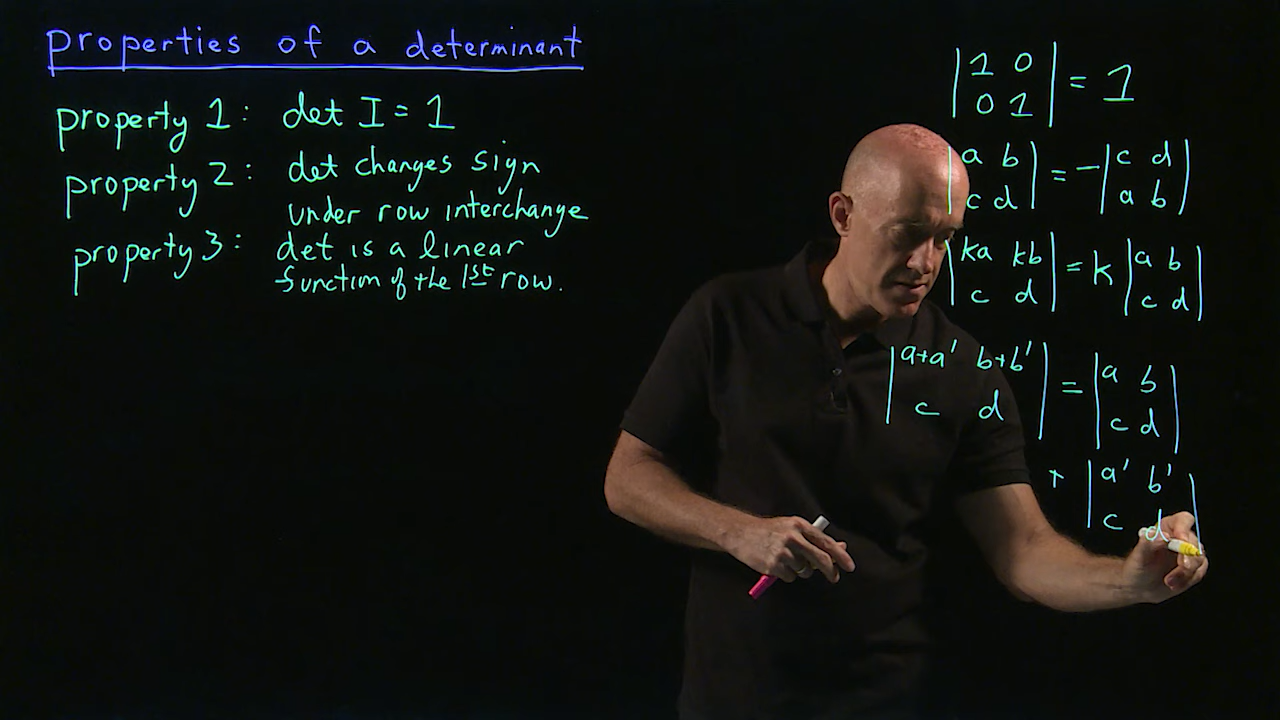 properties of a determinant
property 1: det I = 1
property 2: det changes sign
under row interchange
property 3: det is a linear
function of the 1st row.
|1 0|
|0 1| = 1
|a b| = -|c d|
|c d| |a b|
|ka kb| = k |a b|
|c d| |c d|
|a+a' b+b'| = |a b|
|c d| |c d|
+ |a' b'|
|c d|